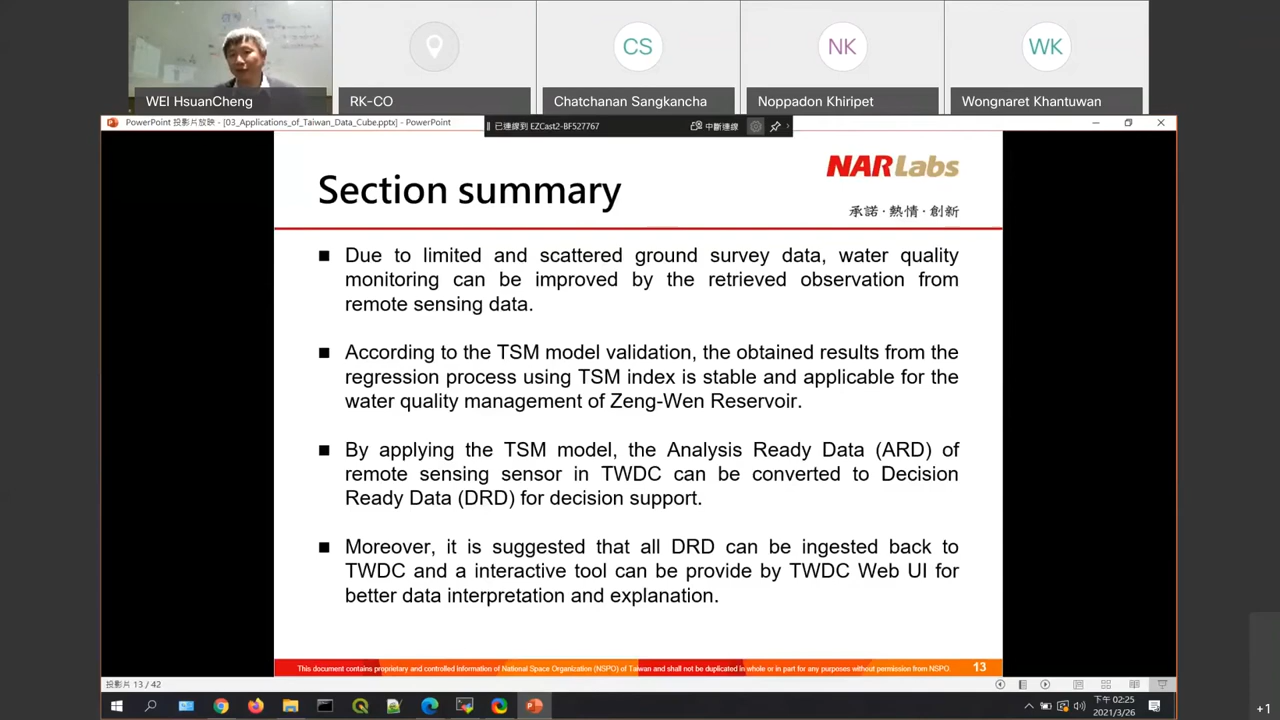 CS
NK
WK
WEI HsuanCheng
RK-CO
Chatchanan Sangkancha
Noppadon Khiripet
Wongnaret Khantuwan
PowerPoint 投影片放映 - [03_Applications_of_Taiwan_Data_Cube.pptx] - PowerPoint
已連線到 EZCast2-BF527767
中斷連線
Section summary
NARLabs
承諾·熱情·創新
■ Due to limited and scattered ground survey data, water quality
monitoring can be improved by the retrieved observation from
remote sensing data.
■ According to the TSM model validation, the obtained results from the
regression process using TSM index is stable and applicable for the
water quality management of Zeng-Wen Reservoir.
■ By applying the TSM model, the Analysis Ready Data (ARD) of
remote sensing sensor in TWDC can be converted to Decision
Ready Data (DRD) for decision support.
■ Moreover, it is suggested that all DRD can be ingested back to
TWDC and a interactive tool can be provide by TWDC Web UI for
better data interpretation and explanation.
This document contains proprietary and controlled information of National Space Organization (NSPO) of Taiwan and shall not be duplicated in whole or in part for any purposes without permission from NSPO.
13
投影片 13 / 42
下午 02:25
2021/3/26
+1